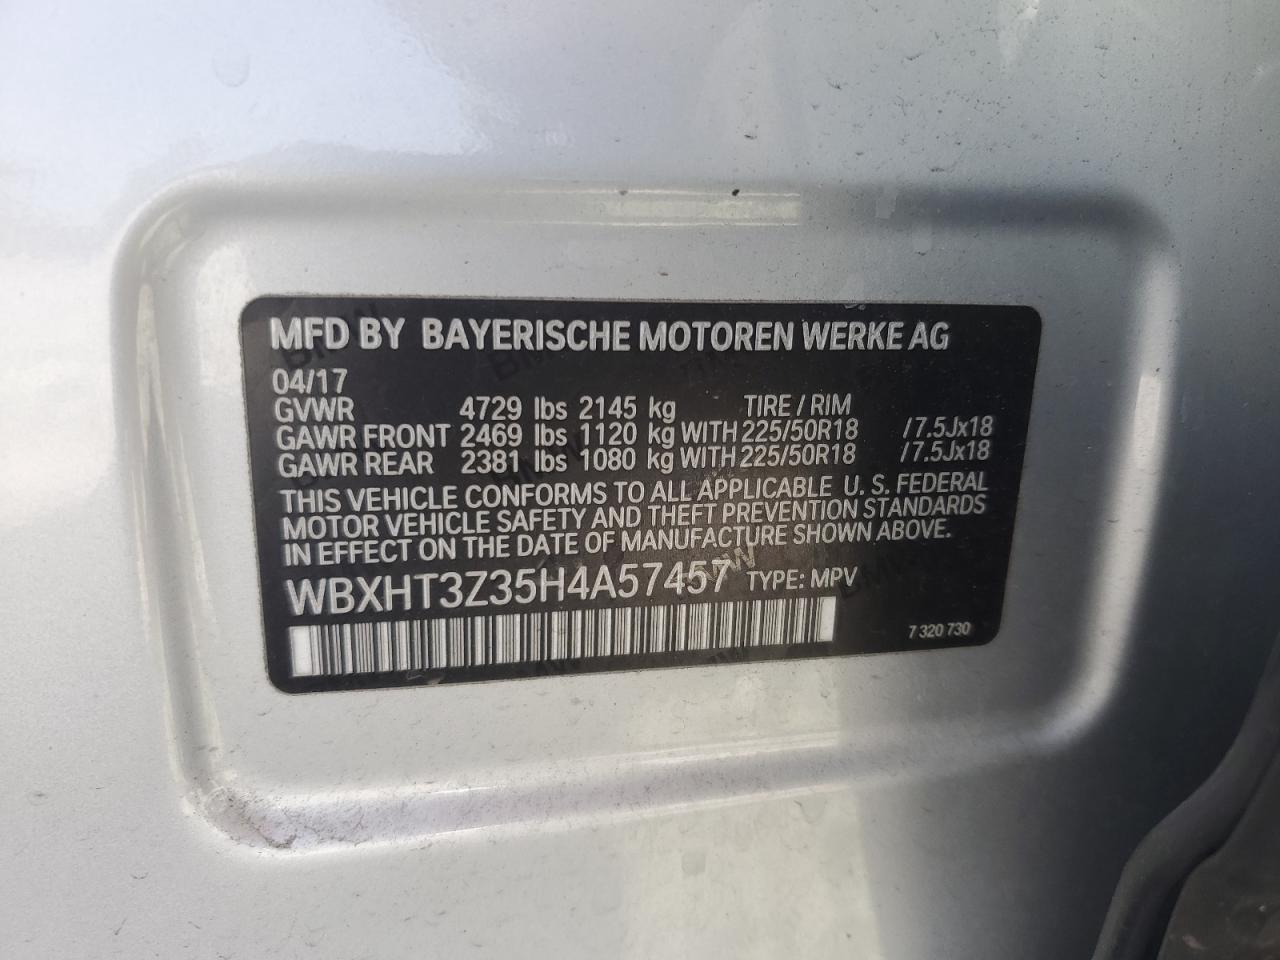 MFD BY BAYERISCHE MOTOREN WERKE AG
04/17
GVWR 4729 lbs 2145 kg TIRE / RIM
GAWR FRONT 2469 lbs 1120 kg WITH 225/50R18 /7.5Jx18
GAWR REAR 2381 lbs 1080 kg WITH 225/50R18 /7.5Jx18
THIS VEHICLE CONFORMS TO ALL APPLICABLE U. S. FEDERAL
MOTOR VEHICLE SAFETY AND THEFT PREVENTION STANDARDS
IN EFFECT ON THE DATE OF MANUFACTURE SHOWN ABOVE.
WBXHT3Z35H4A57457 TYPE: MPV
7 320 730